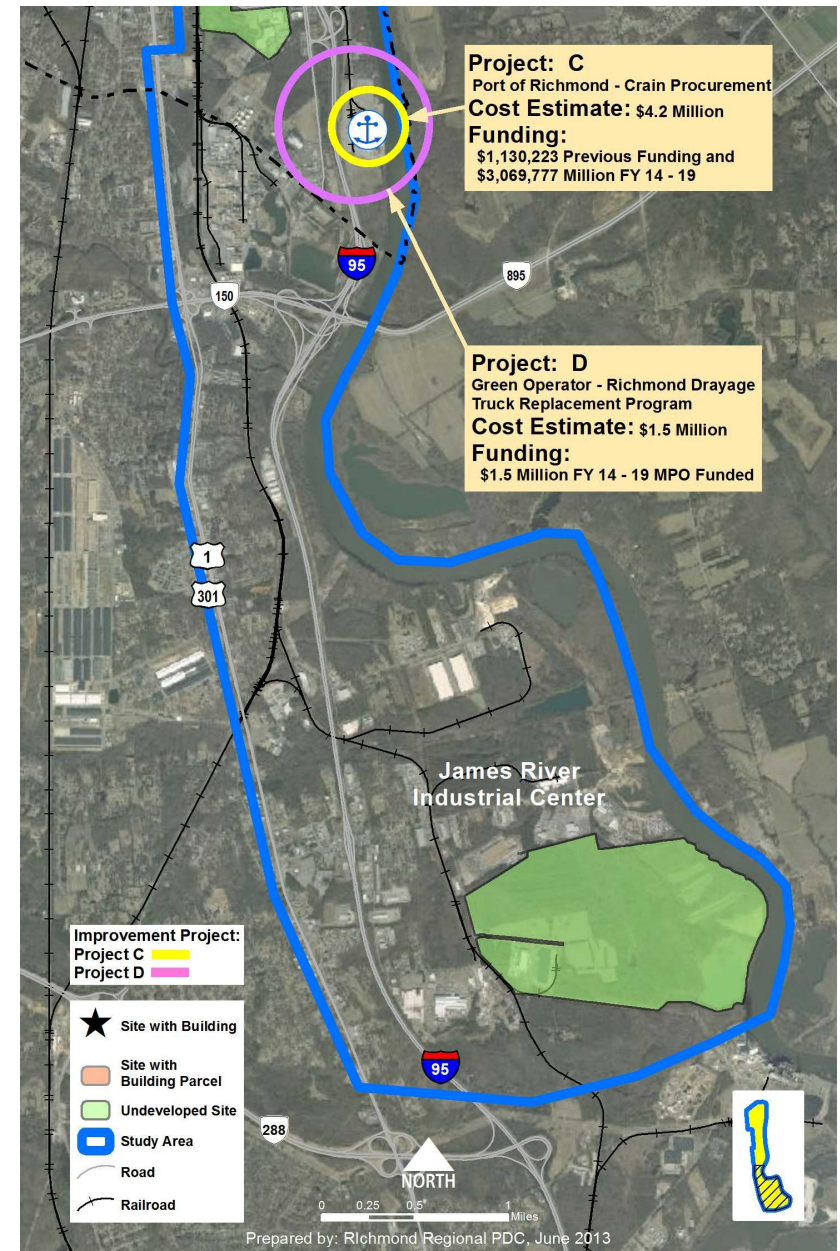 Project: C
Port of Richmond - Crain Procurement
Cost Estimate: $4.2 Million
Funding:
$1,130,223 Previous Funding and
$3,069,777 Million FY 14 - 19
95
895
150
Project: D
Green Operator - Richmond Drayage
Truck Replacement Program
Cost Estimate: $1.5 Million
Funding:
$1.5 Million FY 14 - 19 MPO Funded
1
301
James River
Industrial Center
Improvement Project:
Project C
Project D
Site with Building
Site with
Building Parcel
Undeveloped Site
Study Area
Road
Railroad
95
288
NORTH
0 0.25 0.5 1
Miles
Prepared by: RIchmond Regional PDC, June 2013